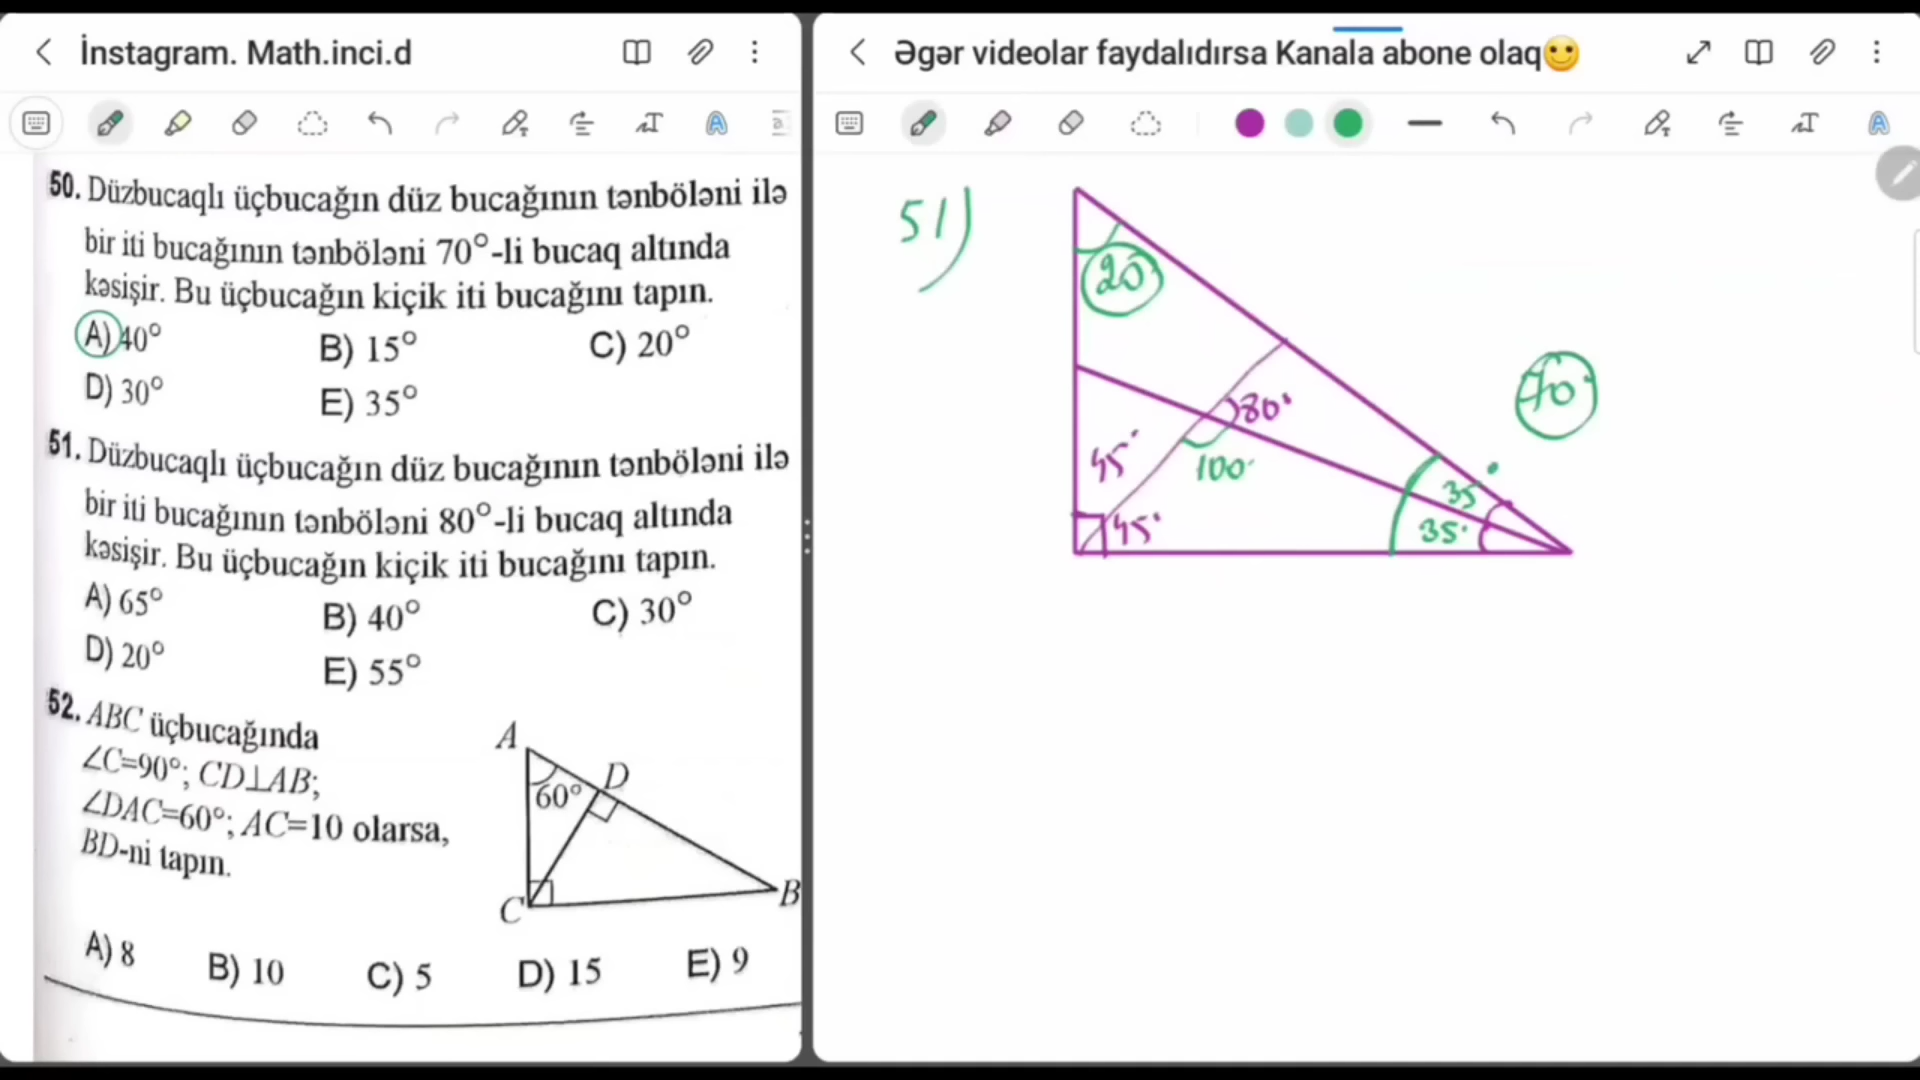 İnstagram. Math.inci.d
50. Düzbucaqlı üçbucağın düz bucağının tənböləni ilə
bir iti bucağının tənböləni 70°-li bucaq altında
kəsişir. Bu üçbucağın kiçik iti bucağını tapın.
A) 40° B) 15° C) 20°
D) 30° E) 35°
51. Düzbucaqlı üçbucağın düz bucağının tənböləni ilə
bir iti bucağının tənböləni 80°-li bucaq altında
kəsişir. Bu üçbucağın kiçik iti bucağını tapın.
A) 65° B) 40° C) 30°
D) 20° E) 55°
52. ABC üçbucağında
∠C=90°; CD⊥AB;
∠DAC=60°; AC=10 olarsa,
BD-ni tapın.
A
D
60°
C
B
A) 8 B) 10 C) 5 D) 15 E) 9
Əgər videolar faydalıdırsa Kanala abone olaq🙂
51)
20°
80°
70°
45°
100°
35°
45°
35°